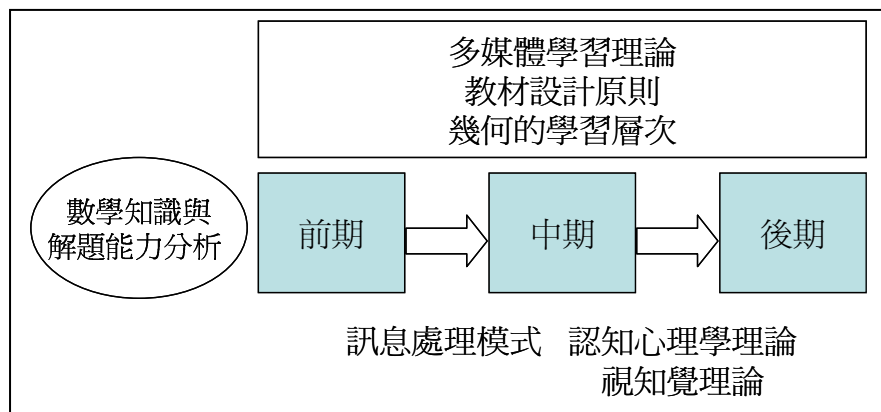 多媒體學習理論
教材設計原則
幾何的學習層次
數學知識與
解題能力分析
前期
中期
後期
訊息處理模式 認知心理學理論
視知覺理論